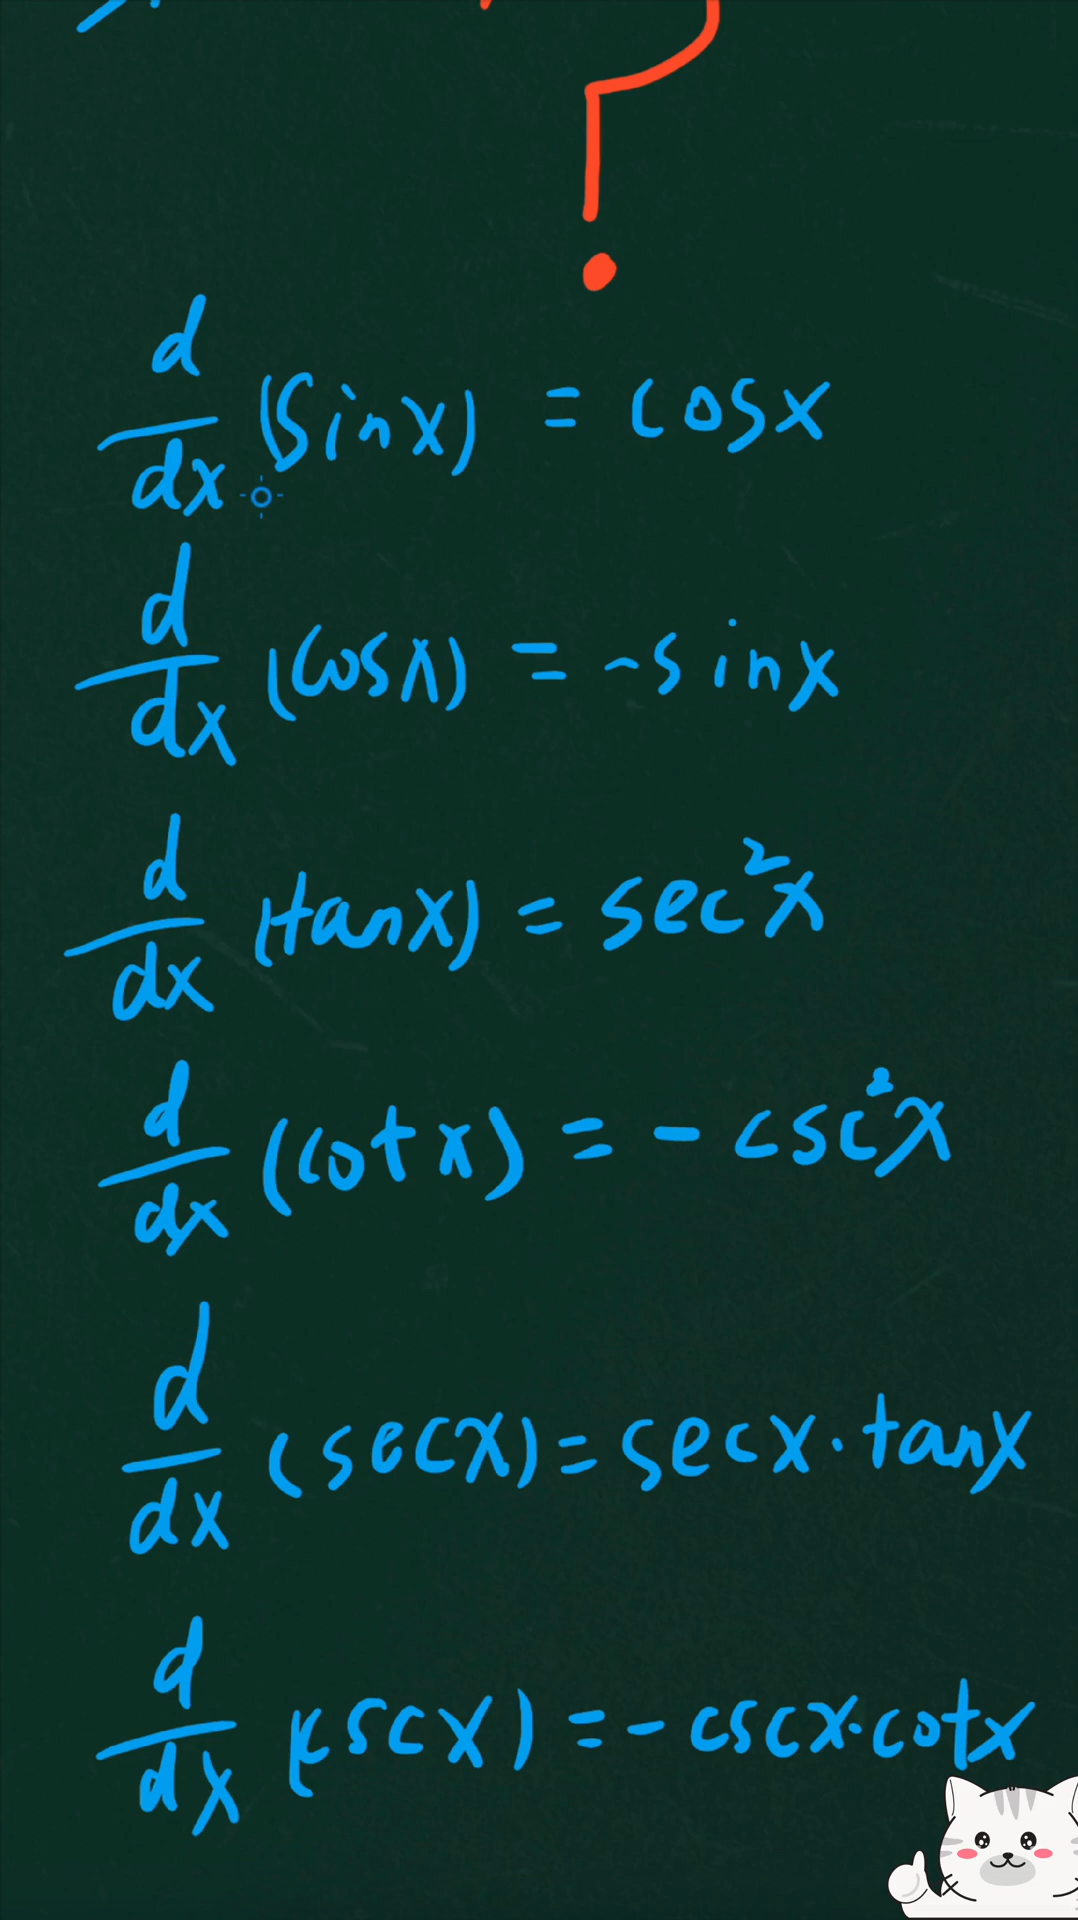 ?
d/dx (sinx) = cosx
d/dx (cosx) = -sinx
d/dx (tanx) = sec²x
d/dx (cotx) = - csc²x
d/dx (secx) = secx·tanx
d/dx (cscx) = - cscx·cotx